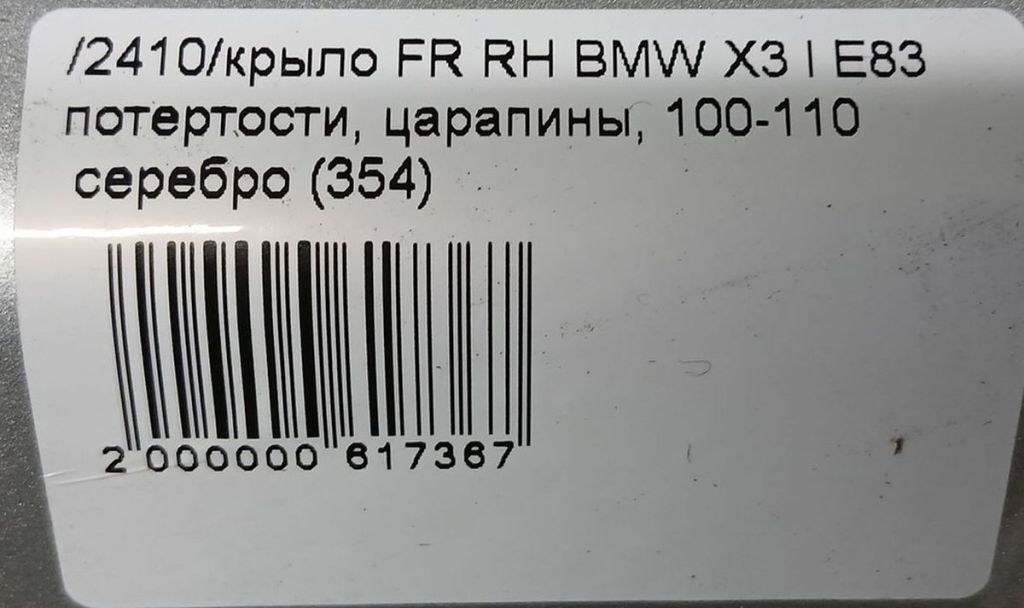 /2410/крыло FR RH BMW X3 I E83
потертости, царапины, 100-110
серебро (354)
2 000000 617367